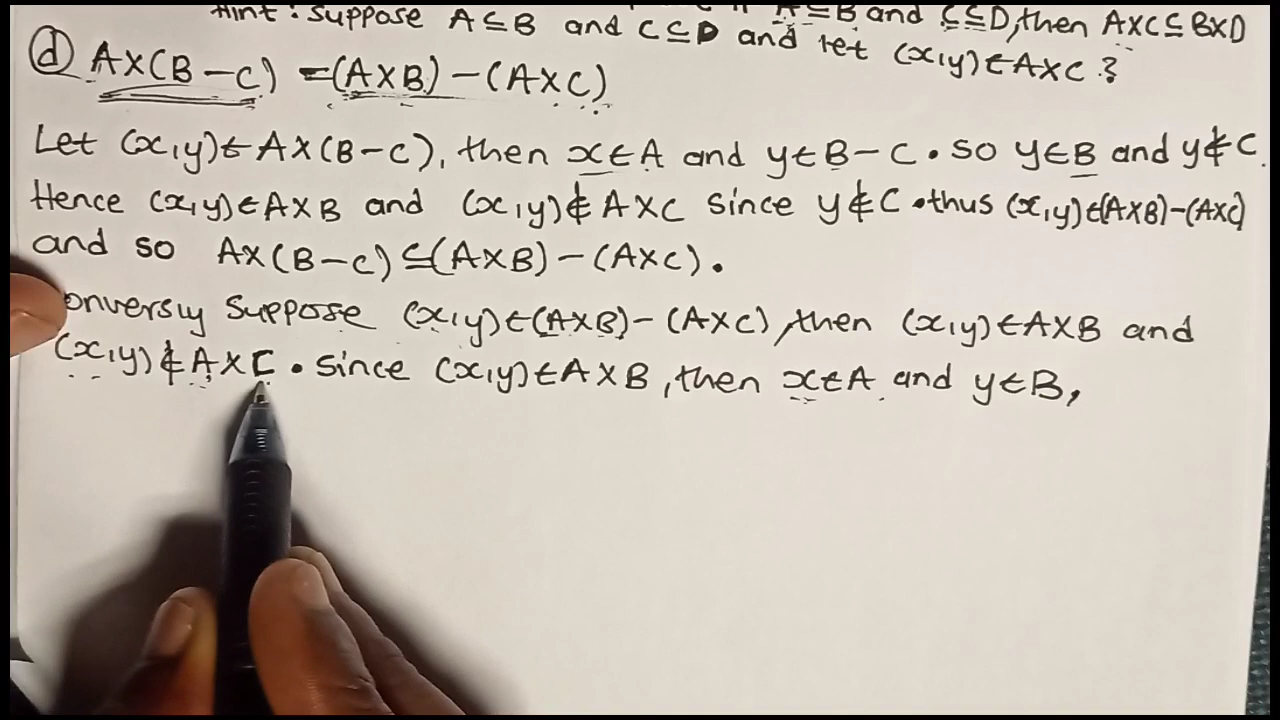 Hint: Suppose A⊆B and C⊆D and let (x,y)∈A×C ?
A⊆B and C⊆D, then A×C⊆B×D
(d) A×(B−C) =(A×B)−(A×C)
Let (x,y)∈A×(B−C), then x∈A and y∈B−C. so y∈B and y∉C.
Hence (x,y)∈A×B and (x,y)∉A×C since y∉C. thus (x,y)∈(A×B)−(A×C)
and so A×(B−C)⊆(A×B)−(A×C).
onversly suppose (x,y)∈(A×B)−(A×C), then (x,y)∈A×B and
(x,y)∉A×C. since (x,y)∈A×B, then x∈A and y∈B,